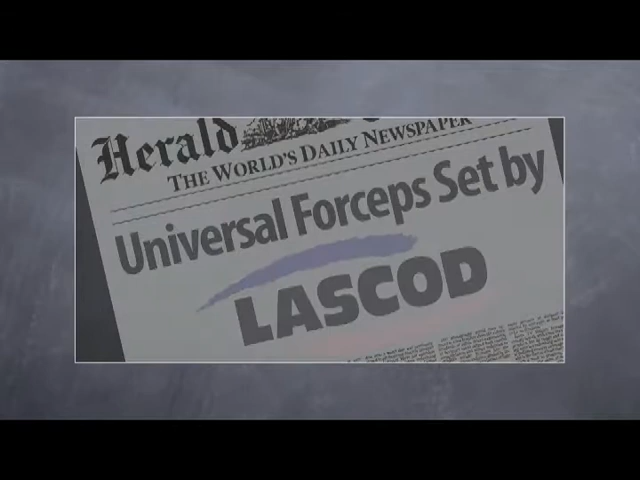 Herald
THE WORLD'S DAILY NEWSPAPER
Universal Forceps Set by
LASCOD